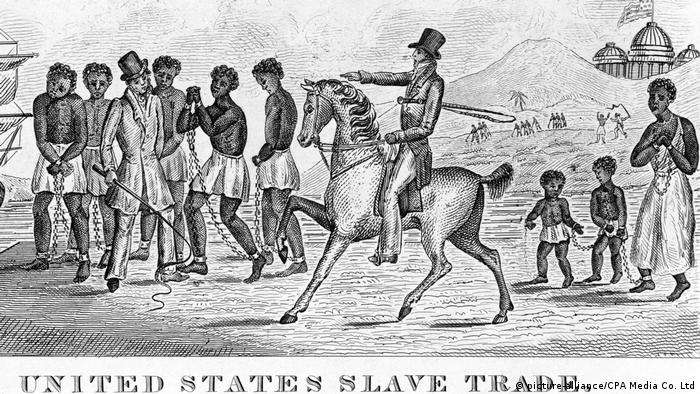 UNITED STATES SLAVE TRADE.
© picture-alliance/CPA Media Co. Ltd